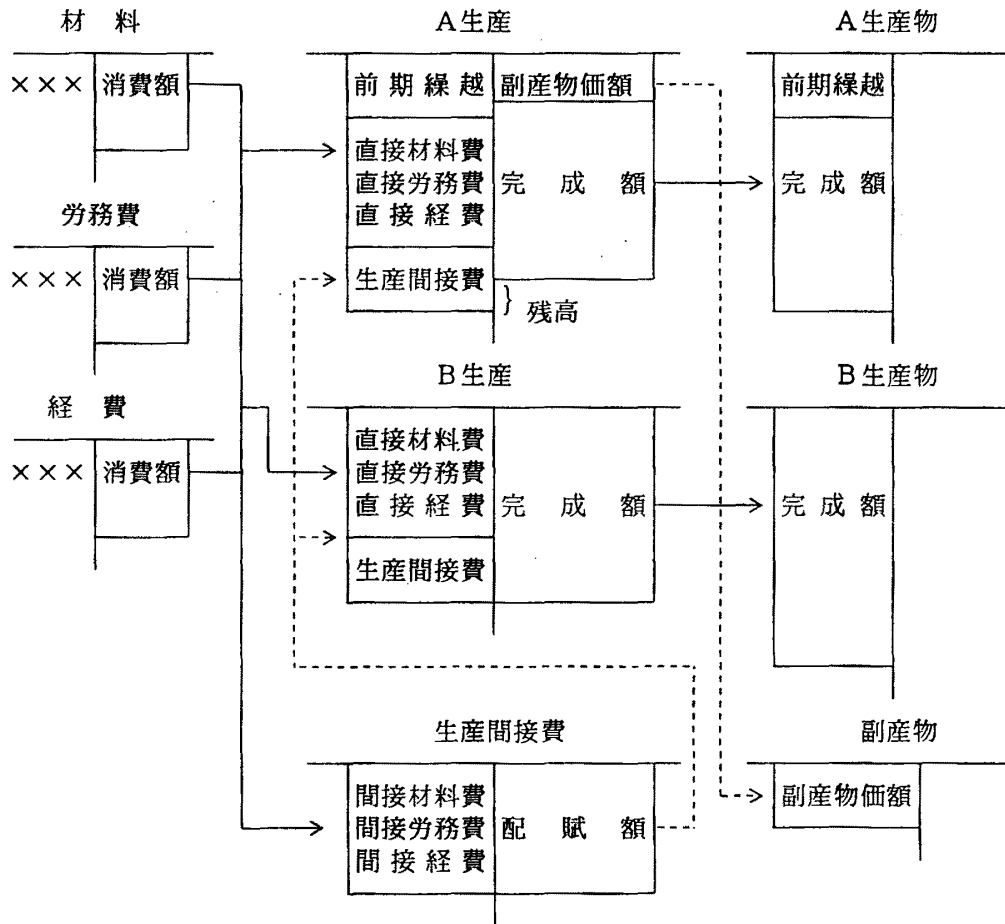 材 料
××× 消費額
労務費
××× 消費額
経 費
××× 消費額
A生産
前期繰越 副産物価額
直接材料費
直接労務費 完成額
直接経費
生産間接費
残高
B生産
直接材料費
直接労務費
直接経費 完成額
生産間接費
生産間接費
間接材料費
間接労務費 配賦額
間接経費
A生産物
前期繰越
完成額
B生産物
完成額
副産物
副産物価額